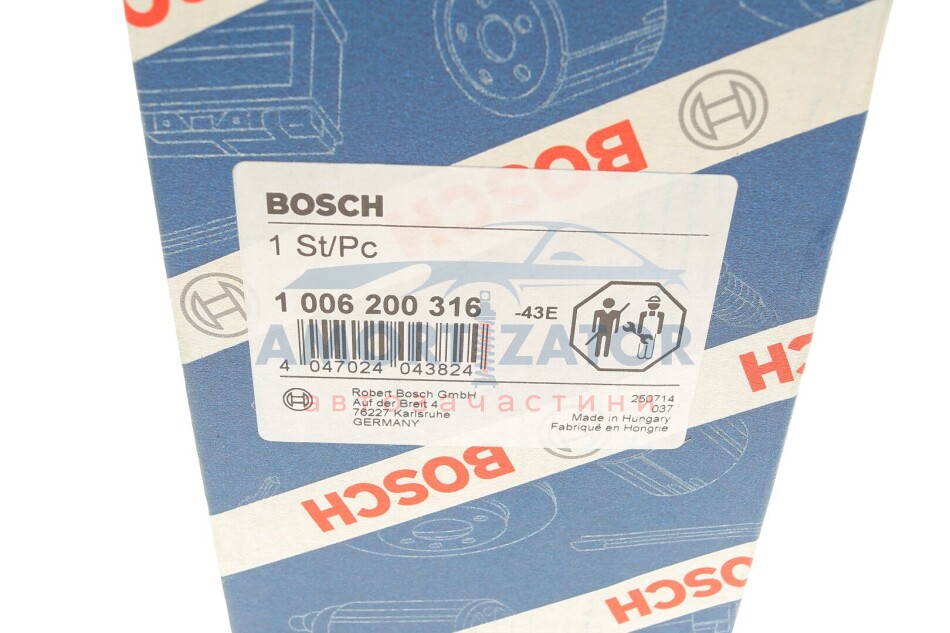 BOSCH
BOSCH
BOSCH
1 St/Pc
1 006 200 316 -43E
AMORTIZATOR
4 047024 043824
автозапчастини
Robert Bosch GmbH
Auf der Breit 4
76227 Karlsruhe
GERMANY
250714
037
Made in Hungary
Fabriqué en Hongrie
BOSCH
BOSCH